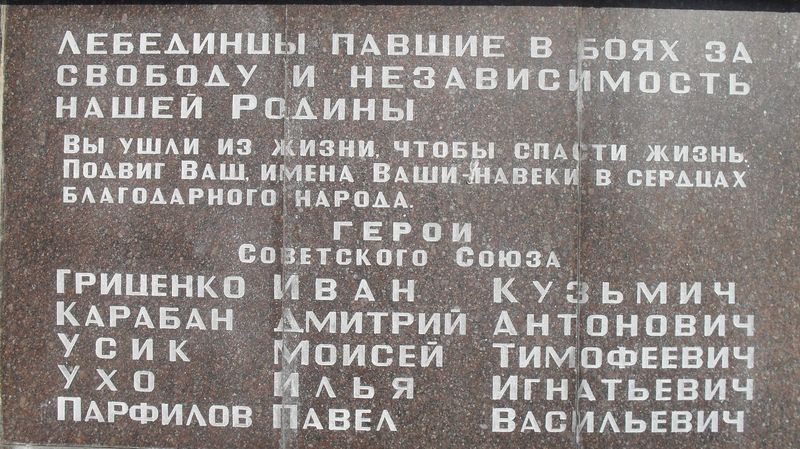 Лебединцы павшие в боях за
свободу и независимость
нашей Родины
Вы ушли из жизни, чтобы спасти жизнь.
Подвиг Ваш, имена Ваши-навеки в сердцах
благодарного народа.
ГЕРОИ
Советского Союза
Гриценко Иван Кузьмич
Карабан Дмитрий Антонович
Усик Моисей Тимофеевич
Ухо Илья Игнатьевич
Парфилов Павел Васильевич